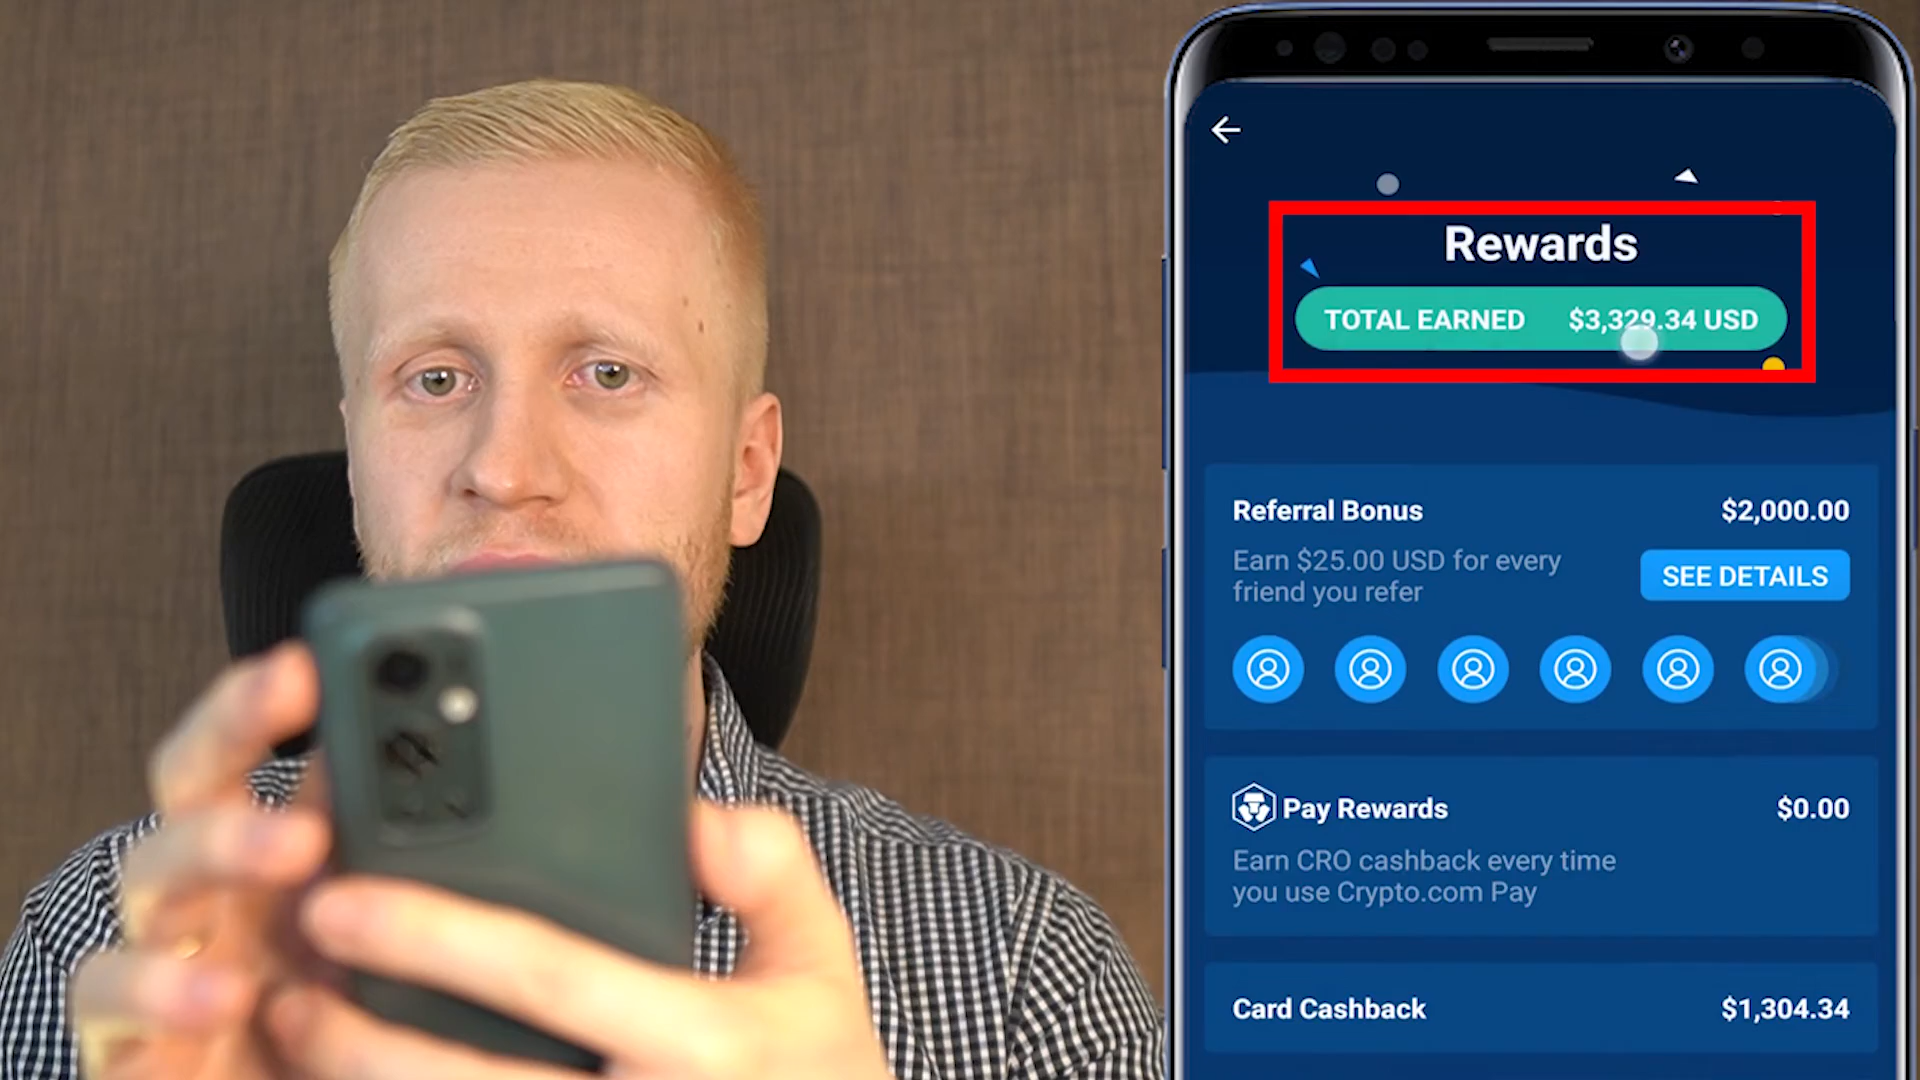 Rewards
TOTAL EARNED $3,329.34 USD
Referral Bonus $2,000.00
Earn $25.00 USD for every
friend you refer
SEE DETAILS
Pay Rewards $0.00
Earn CRO cashback every time
you use Crypto.com Pay
Card Cashback $1,304.34